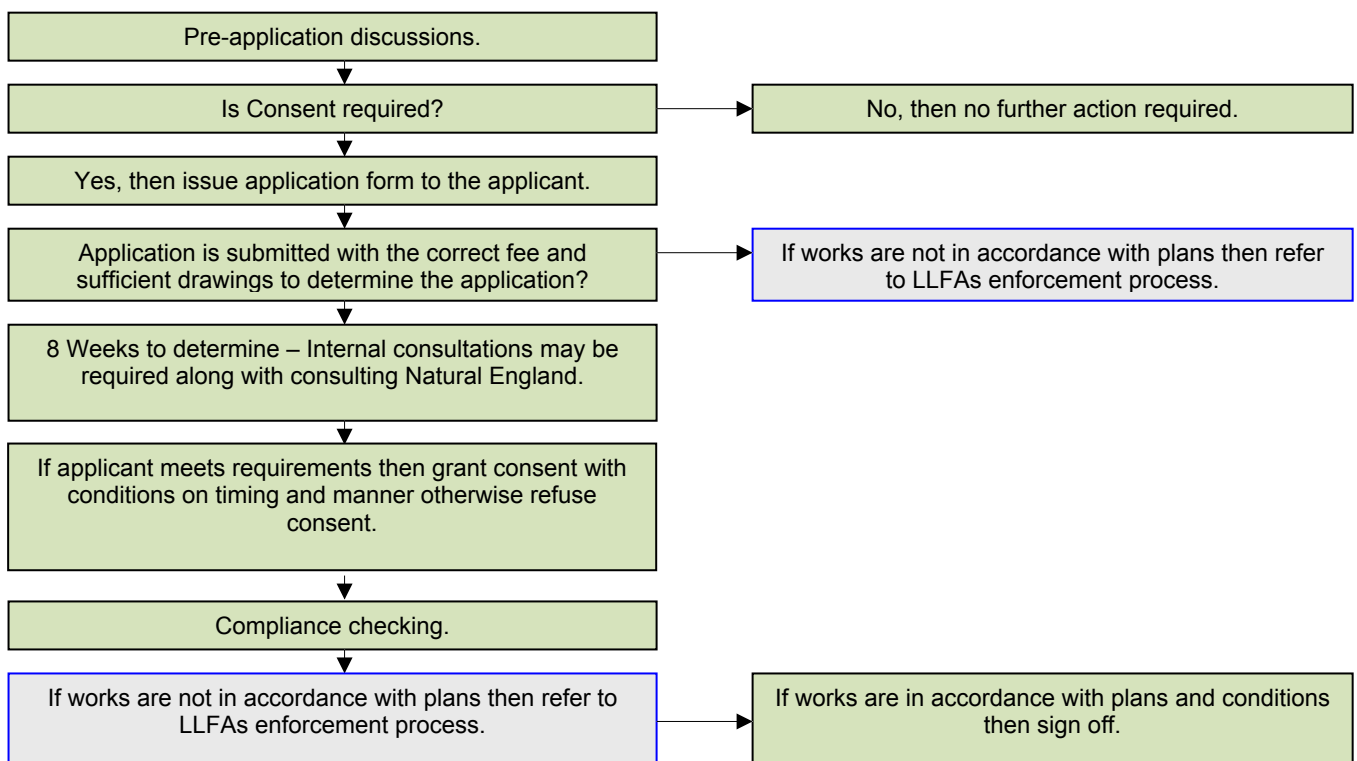 Pre-application discussions.
Is Consent required?
No, then no further action required.
Yes, then issue application form to the applicant.
Application is submitted with the correct fee and
sufficient drawings to determine the application?
If works are not in accordance with plans then refer
to LLFAs enforcement process.
8 Weeks to determine – Internal consultations may be
required along with consulting Natural England.
If applicant meets requirements then grant consent with
conditions on timing and manner otherwise refuse
consent.
Compliance checking.
If works are not in accordance with plans then refer to
LLFAs enforcement process.
If works are in accordance with plans and conditions
then sign off.